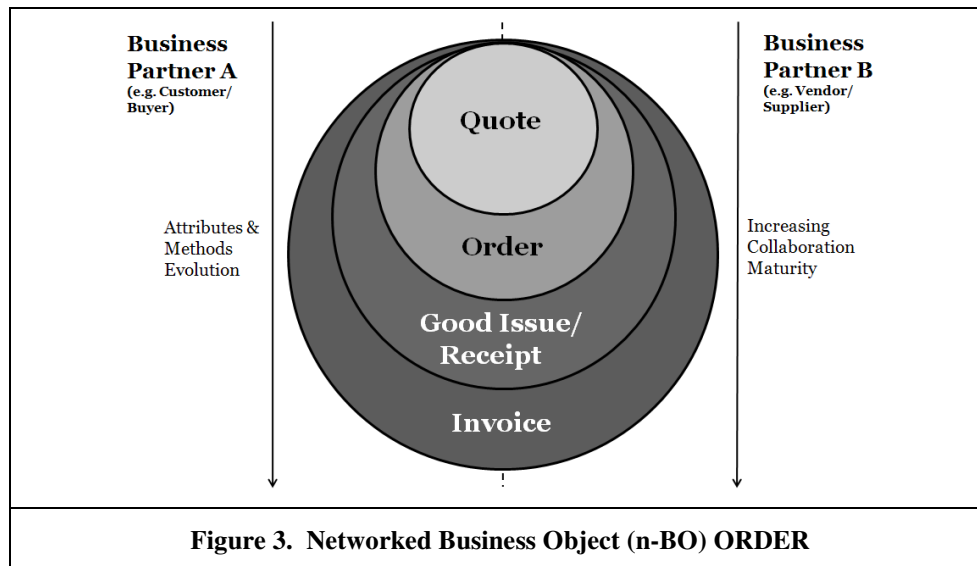 Business
Partner A
(e.g. Customer/
Buyer)
Business
Partner B
(e.g. Vendor/
Supplier)
Quote
Attributes &
Methods
Evolution
Order
Increasing
Collaboration
Maturity
Good Issue/
Receipt
Invoice
Figure 3.  Networked Business Object (n-BO) ORDER